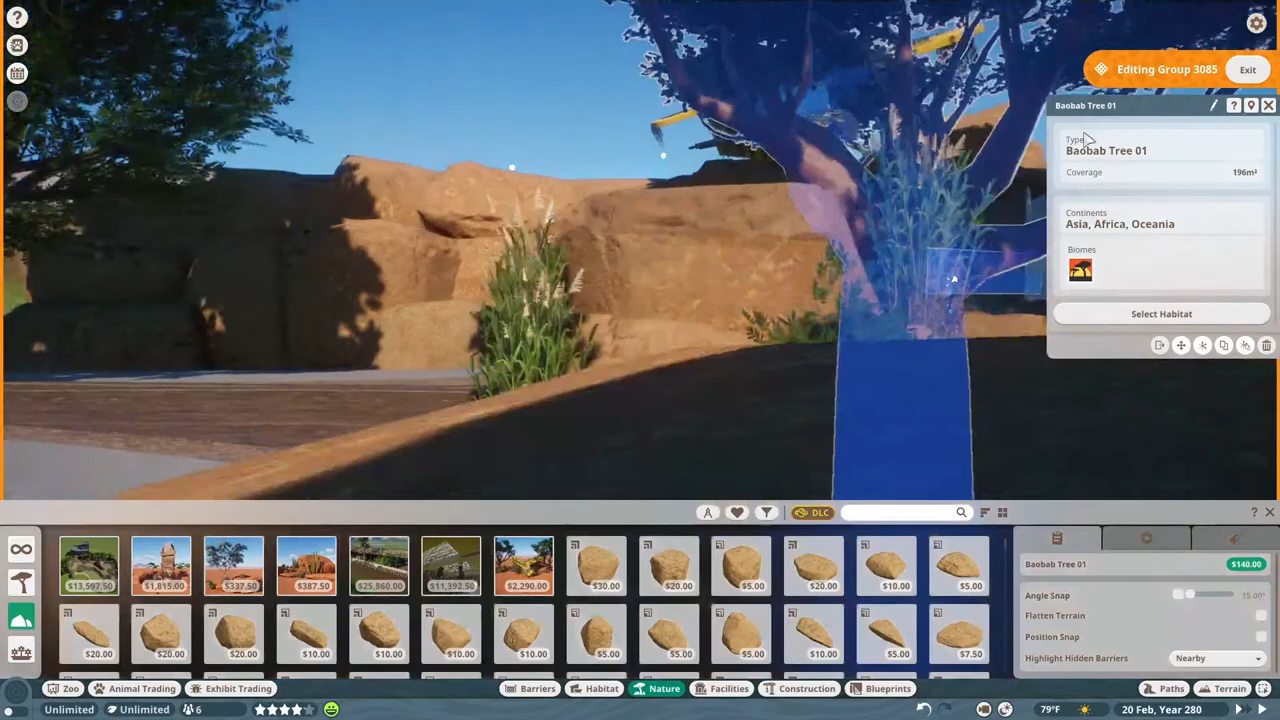 ?
Editing Group 3085
Exit
Baobab Tree 01
?
Type
Baobab Tree 01
Coverage
196m²
Continents
Asia, Africa, Oceania
Biomes
Select Habitat
DLC
?
$13,597.50
$1,815.00
$337.50
$387.50
$25,860.00
$11,392.50
$2,290.00
$30.00
$20.00
$5.00
$20.00
$10.00
$5.00
$20.00
$20.00
$20.00
$10.00
$10.00
$10.00
$10.00
$5.00
$5.00
$5.00
$10.00
$5.00
$7.50
Baobab Tree 01
$140.00
Angle Snap
15.00°
Flatten Terrain
Position Snap
Highlight Hidden Barriers
Nearby
Zoo
Animal Trading
Exhibit Trading
Barriers
Habitat
Nature
Facilities
Construction
Blueprints
Paths
Terrain
Unlimited
Unlimited
6
79°F
20 Feb, Year 280